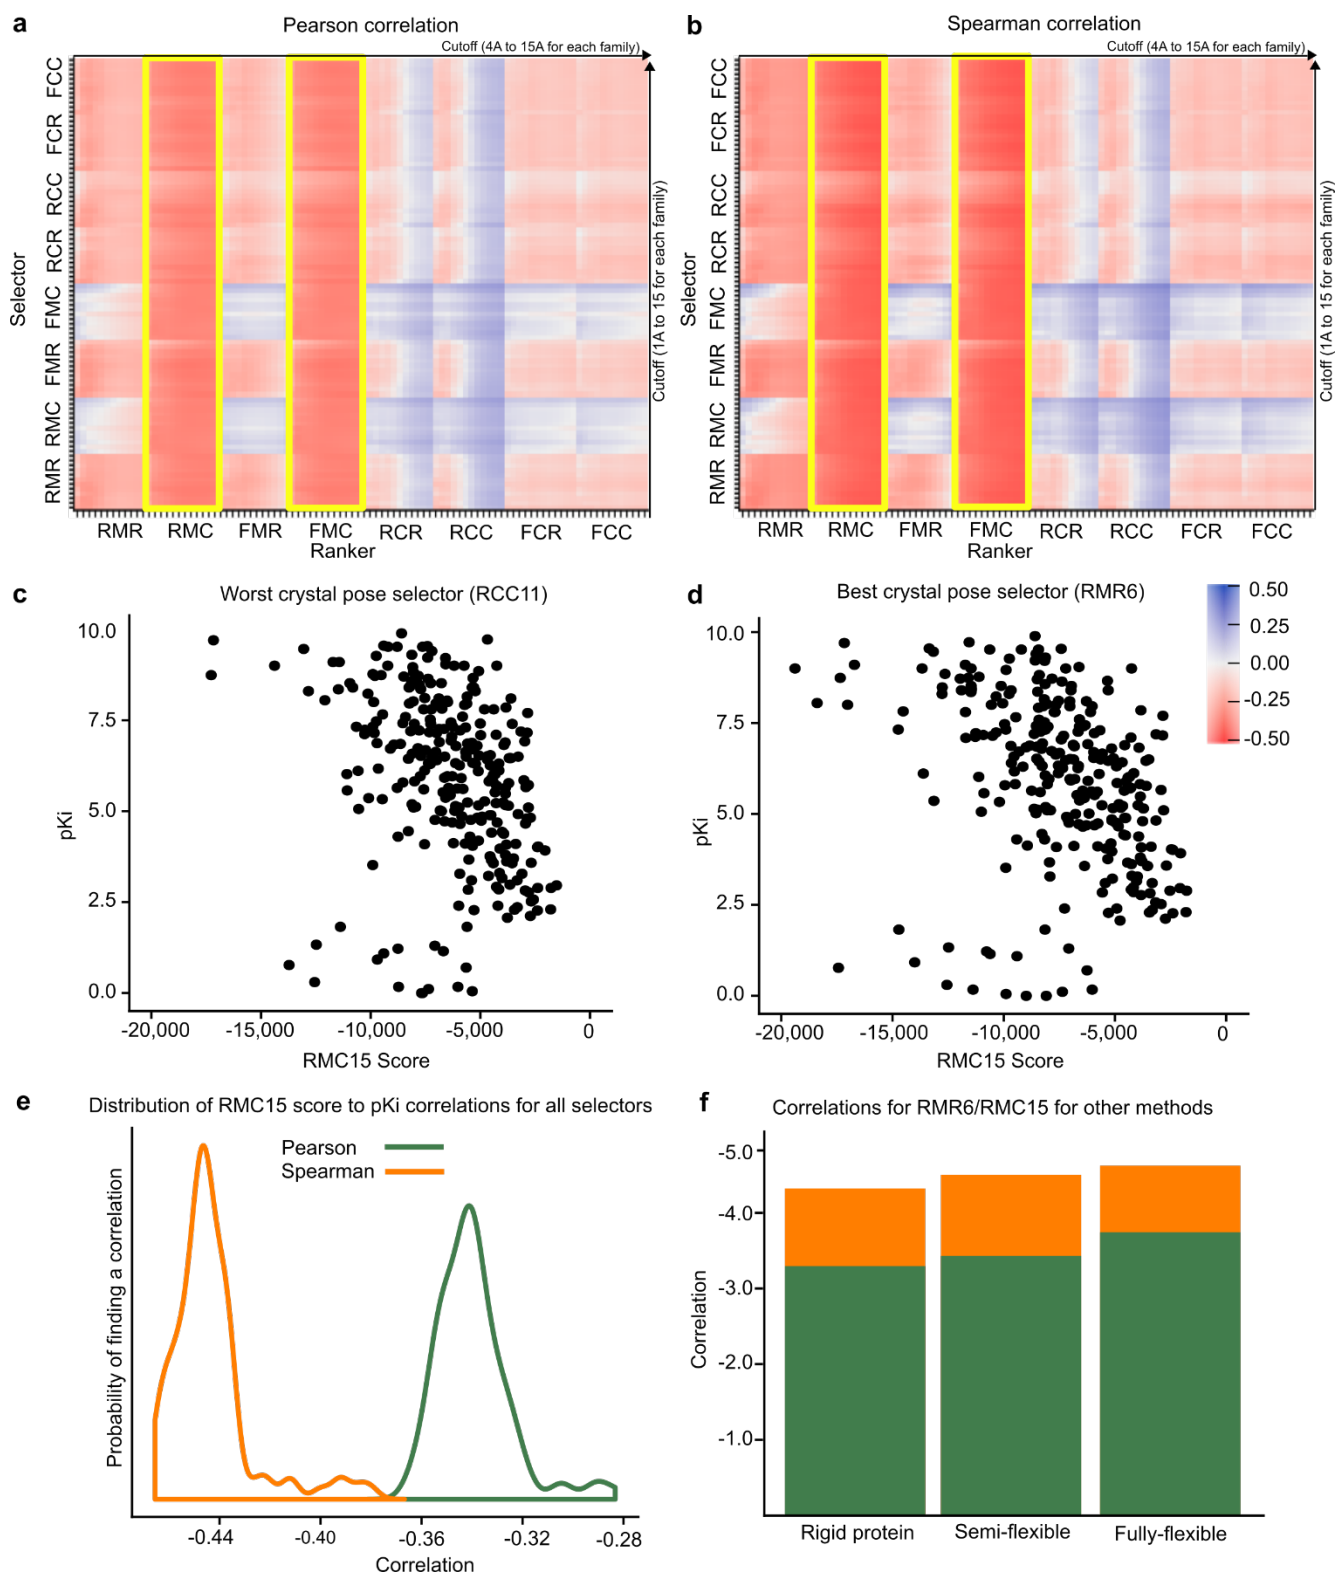 a
Pearson correlation
Cutoff (4A to 15A for each family)
FCC
FCR
RCC
RCR
FMC
FMR
RMC
RMR
Selector
Cutoff (1A to 15 for each family)
RMR RMC FMR FMC RCR RCC FCR FCC
Ranker
b
Spearman correlation
Cutoff (4A to 15A for each family)
FCC
FCR
RCC
RCR
FMC
FMR
RMC
RMR
Selector
Cutoff (1A to 15 for each family)
RMR RMC FMR FMC RCR RCC FCR FCC
Ranker
c
Worst crystal pose selector (RCC11)
10.0
7.5
5.0
2.5
0.0
pKi
-20,000 -15,000 -10,000 -5,000 0
RMC15 Score
d
Best crystal pose selector (RMR6)
10.0
7.5
5.0
2.5
0.0
pKi
-20,000 -15,000 -10,000 -5,000 0
RMC15 Score
0.50
0.25
0.00
-0.25
-0.50
e
Distribution of RMC15 score to pKi correlations for all selectors
Pearson
Spearman
Probability of finding a correlation
-0.44 -0.40 -0.36 -0.32 -0.28
Correlation
f
Correlations for RMR6/RMC15 for other methods
-5.0
-4.0
-3.0
-2.0
-1.0
Correlation
Rigid protein Semi-flexible Fully-flexible